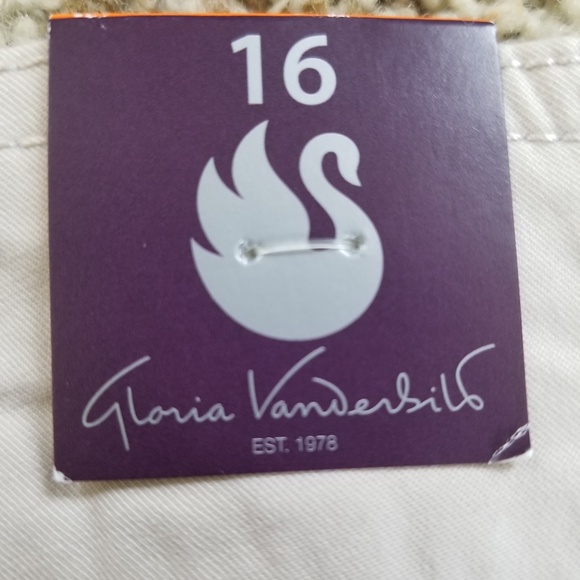 16
Gloria Vanderbilt
EST. 1978